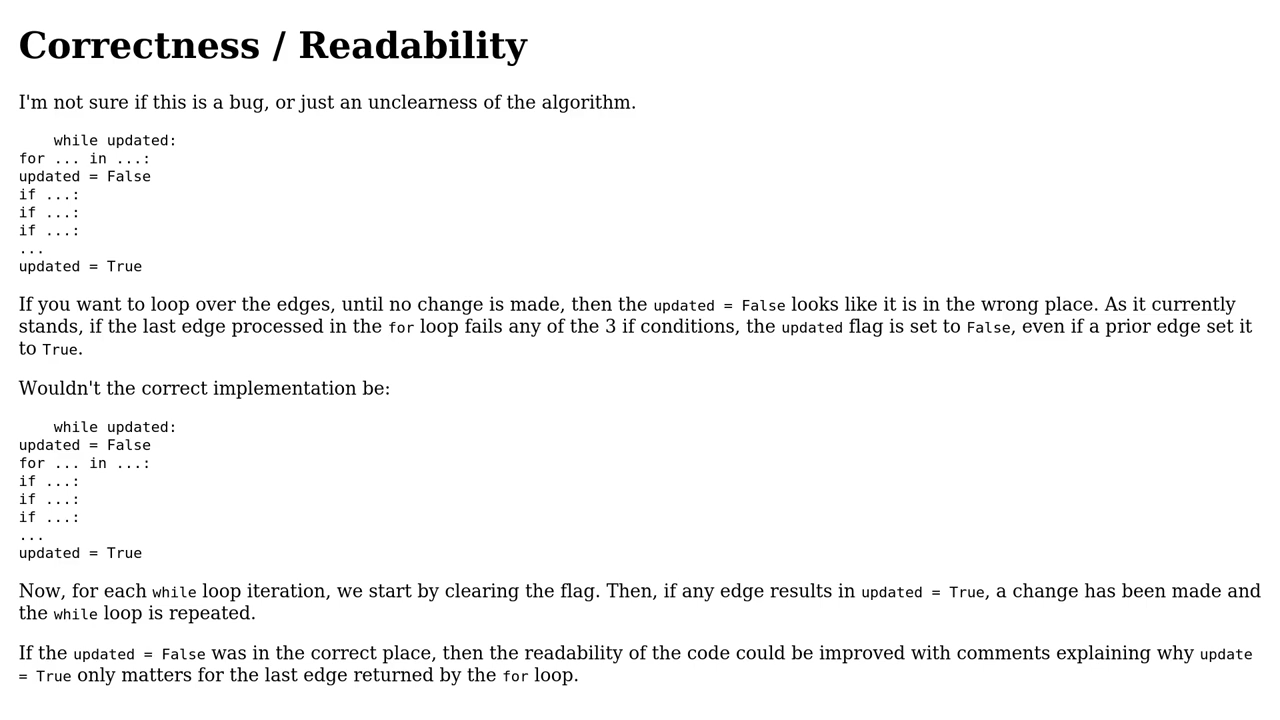 Correctness / Readability
I'm not sure if this is a bug, or just an unclearness of the algorithm.
    while updated:
for ... in ...:
updated = False
if ...:
if ...:
if ...:
...
updated = True
If you want to loop over the edges, until no change is made, then the updated = False looks like it is in the wrong place. As it currently
stands, if the last edge processed in the for loop fails any of the 3 if conditions, the updated flag is set to False, even if a prior edge set it
to True.
Wouldn't the correct implementation be:
    while updated:
updated = False
for ... in ...:
if ...:
if ...:
if ...:
...
updated = True
Now, for each while loop iteration, we start by clearing the flag. Then, if any edge results in updated = True, a change has been made and
the while loop is repeated.
If the updated = False was in the correct place, then the readability of the code could be improved with comments explaining why update
= True only matters for the last edge returned by the for loop.